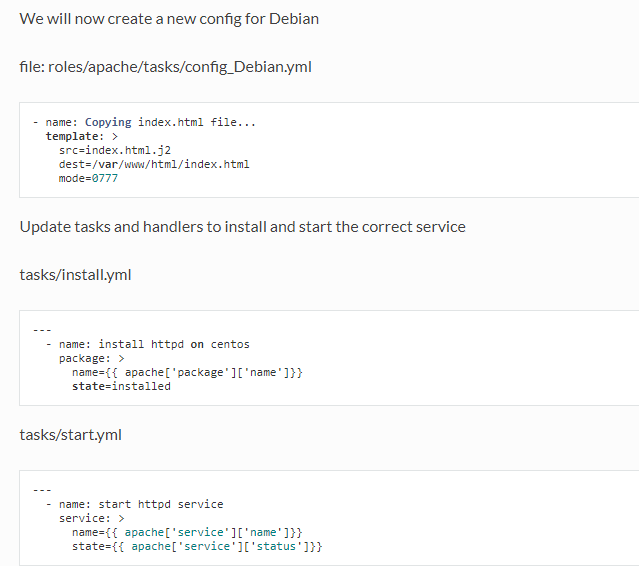 We will now create a new config for Debian
file: roles/apache/tasks/config_Debian.yml
- name: Copying index.html file...
  template: >
    src=index.html.j2
    dest=/var/www/html/index.html
    mode=0777
Update tasks and handlers to install and start the correct service
tasks/install.yml
---
  - name: install httpd on centos
    package: >
      name={{ apache['package']['name']}}
      state=installed
tasks/start.yml
---
  - name: start httpd service
    service: >
      name={{ apache['service']['name']}}
      state={{ apache['service']['status']}}